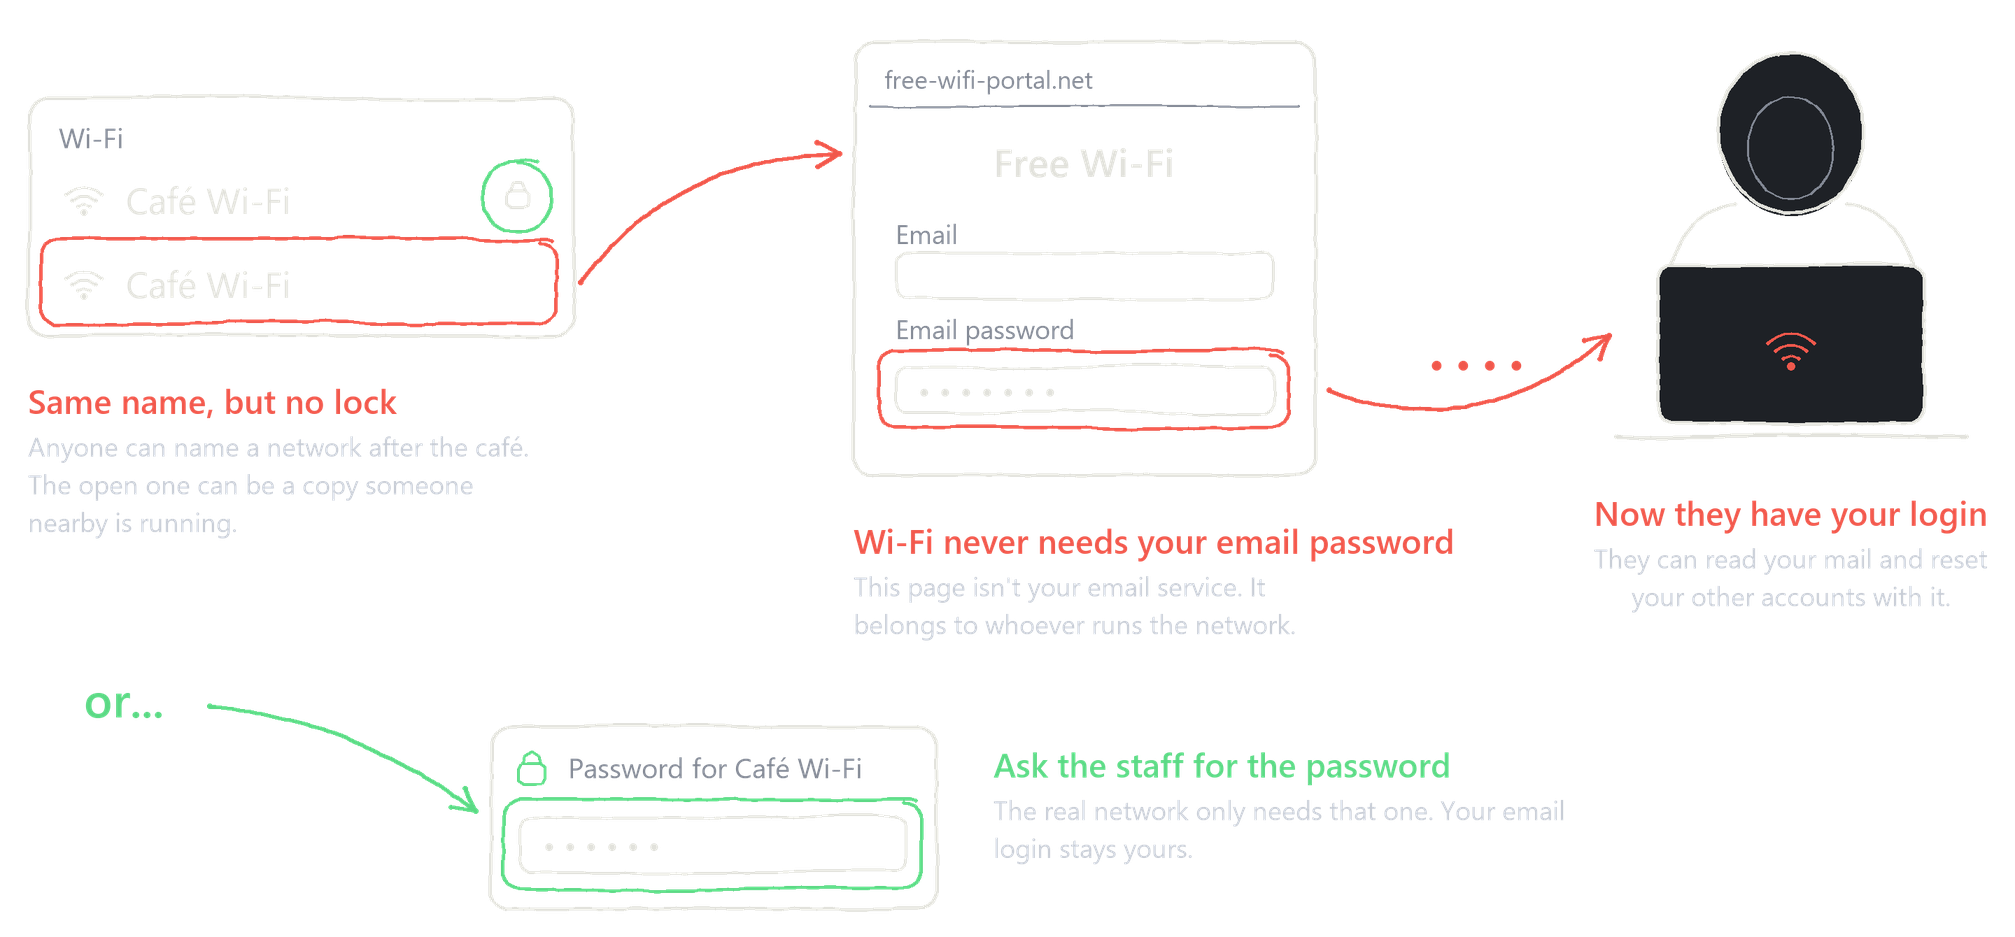 Wi-Fi
Café Wi-Fi
Café Wi-Fi
Same name, but no lock
Anyone can name a network after the café.
The open one can be a copy someone
nearby is running.
free-wifi-portal.net
Free Wi-Fi
Email
Email password
Wi-Fi never needs your email password
This page isn't your email service. It
belongs to whoever runs the network.
Now they have your login
They can read your mail and reset
your other accounts with it.
or...
Password for Café Wi-Fi
Ask the staff for the password
The real network only needs that one. Your email
login stays yours.